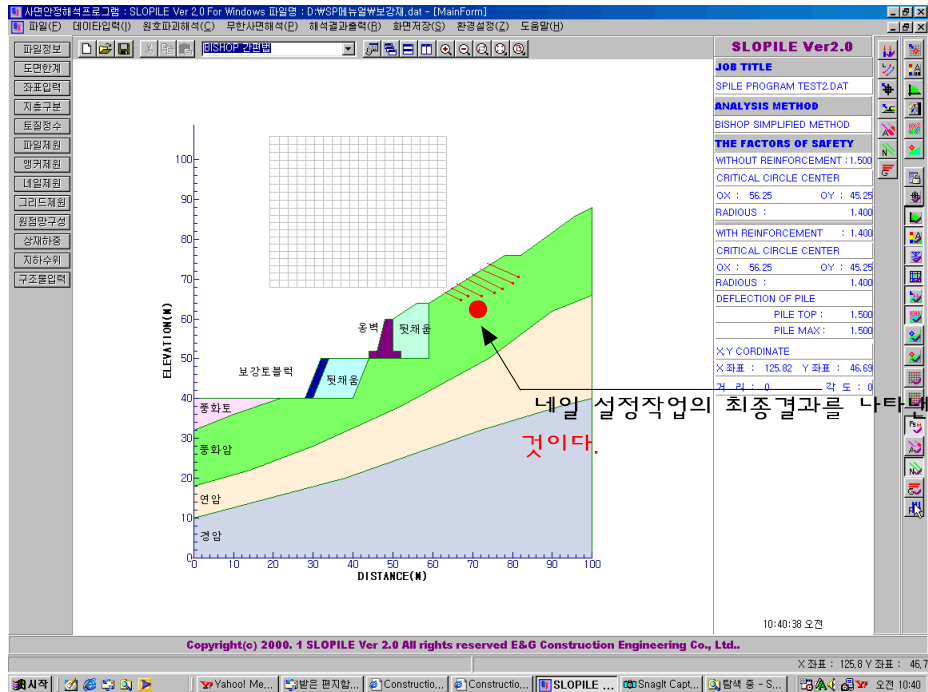 사면안정해석프로그램 : SLOPILE Ver 2,0 For Windows 파일명 : D:\SP메뉴얼\보강재.dat - [MainForm]
파일(F) 데이타입력(I) 원호파괴해석(C) 무한사면해석(P) 해석결과출력(R) 화면저장(S) 환경설정(Z) 도움말(H)
BISHOP 간편법
파일정보
도면한계
좌표입력
지층구분
토질정수
파일제원
앵커제원
네일제원
그리드제원
원점망구성
상재하중
지하수위
구조물입력
ELEVATION(M)
100
90
80
70
60
50
40
30
20
10
0
0 10 20 30 40 50 60 70 80 90 100
DISTANCE(M)
옹벽
뒷채움
보강토블럭
뒷채움
풍화토
풍화암
연암
경암
네일 설정작업의 최종결과를 나타낸
것이다.
SLOPILE Ver2.0
JOB TITLE
SPILE PROGRAM TEST2.DAT
ANALYSIS METHOD
BISHOP SIMPLIFIED METHOD
THE FACTORS OF SAFETY
WITHOUT REINFORCEMENT : 1.500
CRITICAL CIRCLE CENTER
OX : 56.25 OY : 45.25
RADIOUS : 1.400
WITH REINFORCEMENT : 1.400
CRITICAL CIRCLE CENTER
OX : 56.25 OY : 45.25
RADIOUS : 1.400
DEFLECTION OF PILE
PILE TOP : 1.500
PILE MAX : 1.500
X,Y CORDINATE
X 좌표 : 125.82 Y 좌표 : 46.69
거 리 : 0 각 도 : 0
10:40:38 오전
Copyright(c) 2000. 1 SLOPILE Ver 2.0 All rights reserved E&G Construction Engineering Co., Ltd..
X 좌표 : 125,8 Y 좌표 : 46,7
시작 Yahoo! Me... 받은 편지함... Constructio... Constructio... SLOPILE ... SnagIt Capt... 탐색 중 - S... 오전 10:40